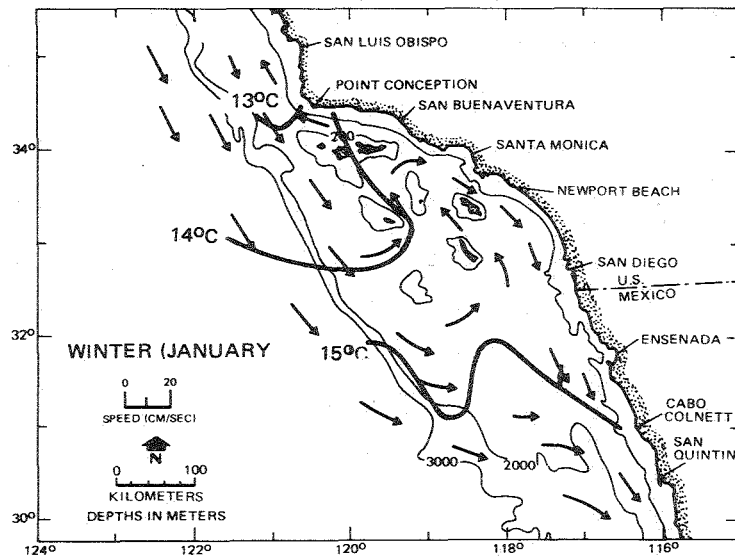 SAN LUIS OBISPO
POINT CONCEPTION
13°C
SAN BUENAVENTURA
200
34°
SANTA MONICA
NEWPORT BEACH
14°C
SAN DIEGO
U.S.
MEXICO
32°
15°C
ENSENADA
WINTER (JANUARY
0 20
SPEED (CM/SEC)
CABO
COLNETT
N
SAN
QUINTIN
3000
2000
0 100
KILOMETERS
DEPTHS IN METERS
30°
124° 122° 120° 118° 116°